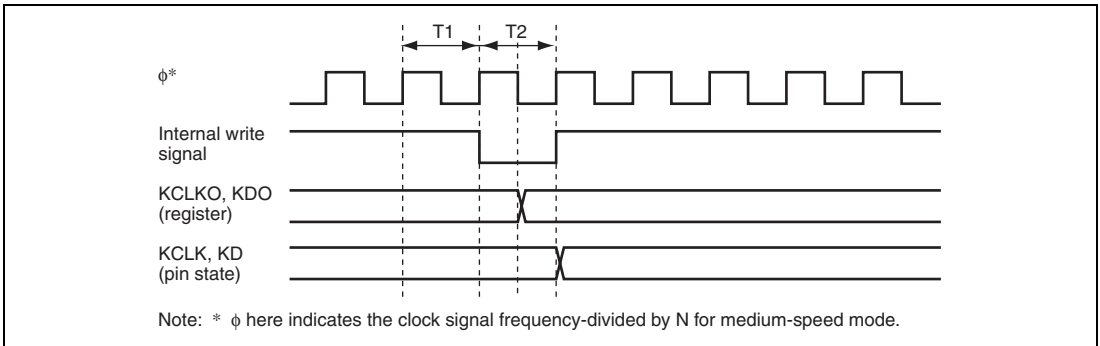 T1 T2
ϕ*
Internal write
signal
KCLKO, KDO
(register)
KCLK, KD
(pin state)
Note: * ϕ here indicates the clock signal frequency-divided by N for medium-speed mode.